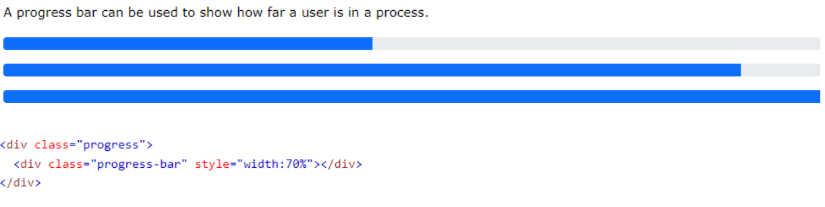 A progress bar can be used to show how far a user is in a process.
<div class="progress">
  <div class="progress-bar" style="width:70%"></div>
</div>